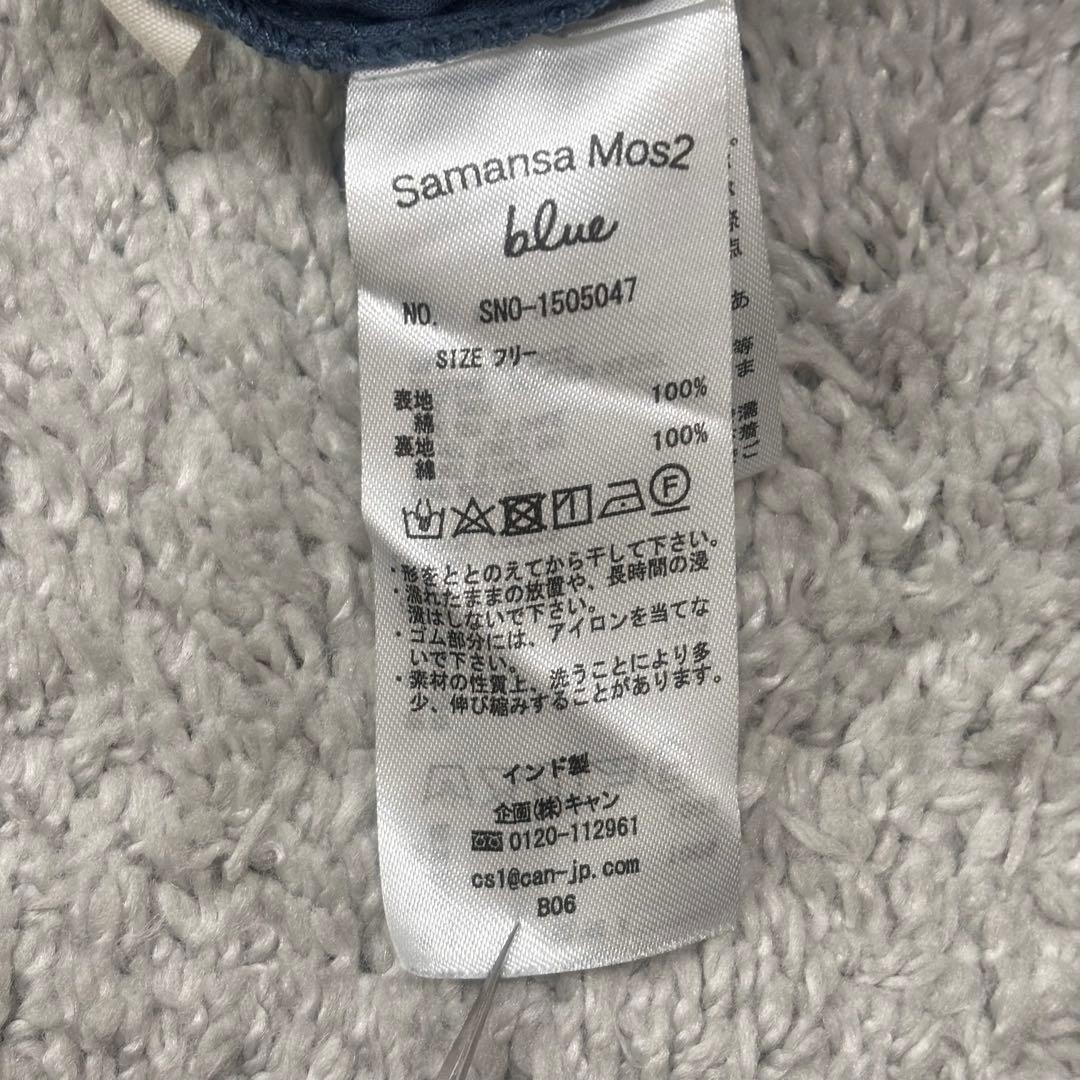 Samansa Mos2
blue
NO. SNO-1505047
SIZE フリー
表地
綿 100%
裏地
綿 100%
F
・形をととのえてから干して下さい。
・濡れたままの放置や、長時間の浸
漬はしないで下さい。
・ゴム部分には、アイロンを当てな
いで下さい。
・素材の性質上、洗うことにより多
少、伸び縮みすることがあります。
インド製
企画(株)キャン
0120-112961
cs1@can-jp.com
B06